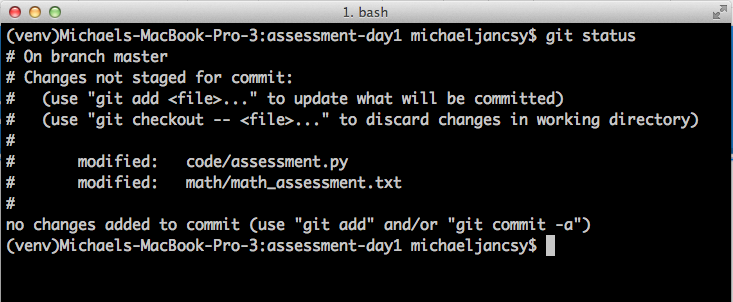 1. bash
(venv)Michaels-MacBook-Pro-3:assessment-day1 michaeljancsy$ git status
# On branch master
# Changes not staged for commit:
#   (use "git add <file>..." to update what will be committed)
#   (use "git checkout -- <file>..." to discard changes in working directory)
#
#       modified:   code/assessment.py
#       modified:   math/math_assessment.txt
#
no changes added to commit (use "git add" and/or "git commit -a")
(venv)Michaels-MacBook-Pro-3:assessment-day1 michaeljancsy$